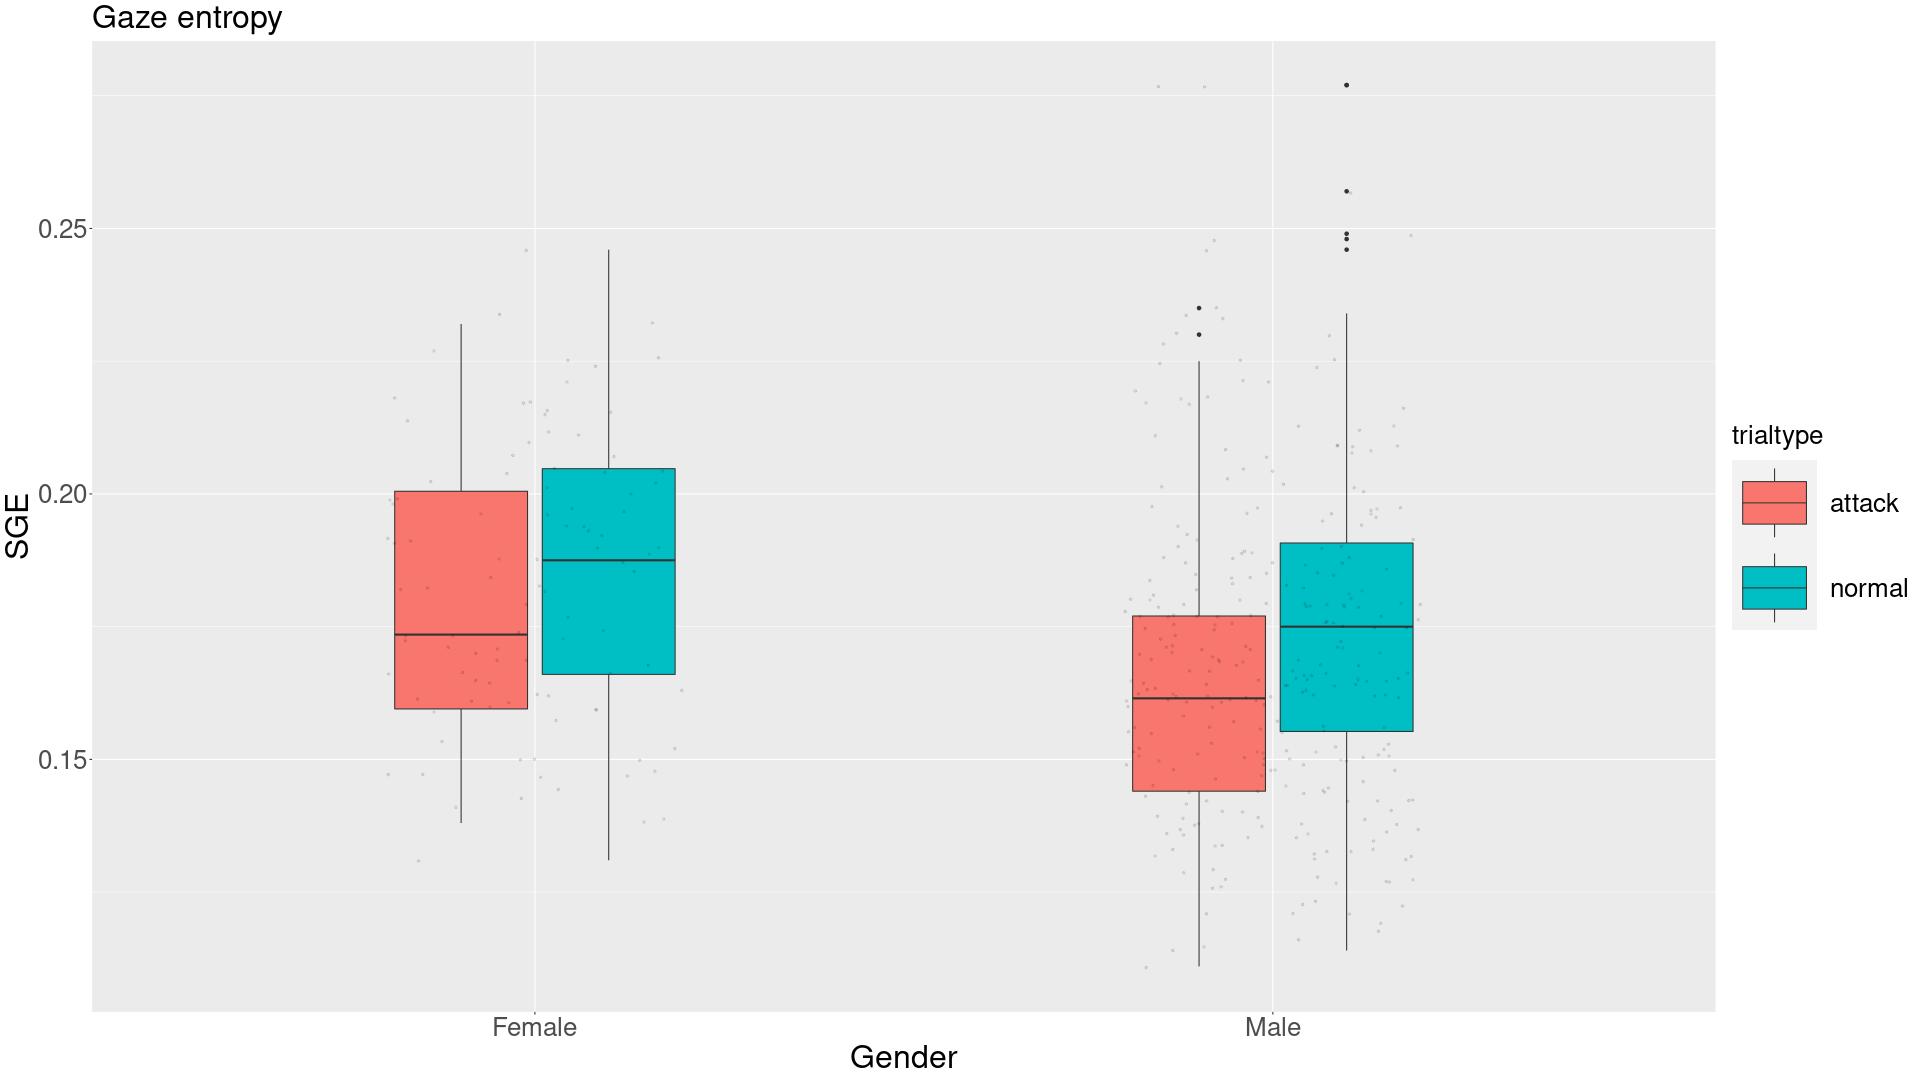 Gaze entropy
SGE
0.25
0.20
0.15
Female
Male
Gender
trialtype
attack
normal